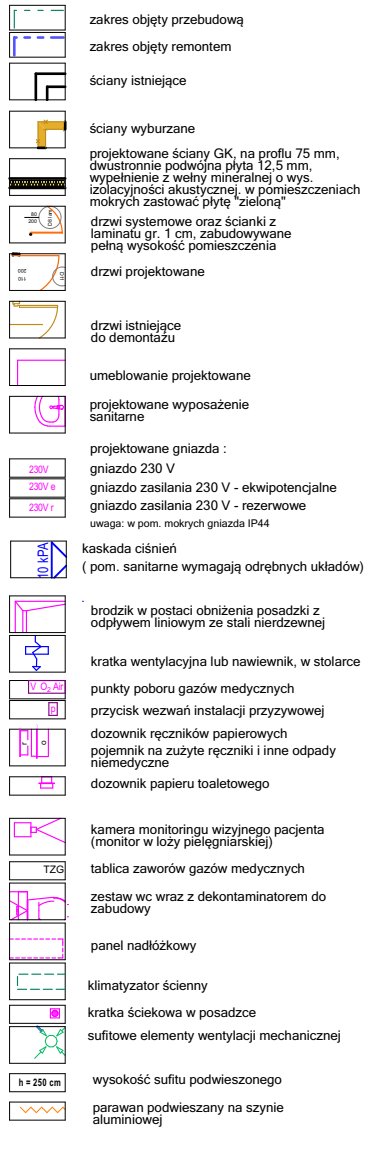 zakres objęty przebudową
zakres objęty remontem
ściany istniejące
ściany wyburzane
projektowane ściany GK, na proflu 75 mm,
dwustronnie podwójna płyta 12,5 mm,
wypełnienie z wełny mineralnej o wys.
izolacyjności akustycznej. w pomieszczeniach
mokrych zastować płytę "zieloną"
80
200
drzwi systemowe oraz ścianki z
laminatu gr. 1 cm, zabudowywane
pełną wysokość pomieszczenia
110
200
drzwi projektowane
drzwi istniejące
do demontażu
umeblowanie projektowane
projektowane wyposażenie
sanitarne
projektowane gniazda :
230V gniazdo 230 V
230V e gniazdo zasilania 230 V - ekwipotencjalne
230V r gniazdo zasilania 230 V - rezerwowe
uwaga: w pom. mokrych gniazda IP44
10 kPA kaskada ciśnień
( pom. sanitarne wymagają odrębnych układów)
brodzik w postaci obniżenia posadzki z
odpływem liniowym ze stali nierdzewnej
kratka wentylacyjna lub nawiewnik, w stolarce
V O₂ Air punkty poboru gazów medycznych
p przycisk wezwań instalacji przyzywowej
r o dozownik ręczników papierowych
pojemnik na zużyte ręczniki i inne odpady
niemedyczne
dozownik papieru toaletowego
kamera monitoringu wizyjnego pacjenta
(monitor w loży pielęgniarskiej)
TZG tablica zaworów gazów medycznych
zestaw wc wraz z dekontaminatorem do
zabudowy
panel nadłóżkowy
klimatyzator ścienny
kratka ściekowa w posadzce
sufitowe elementy wentylacji mechanicznej
h = 250 cm wysokość sufitu podwieszonego
parawan podwieszany na szynie
aluminiowej